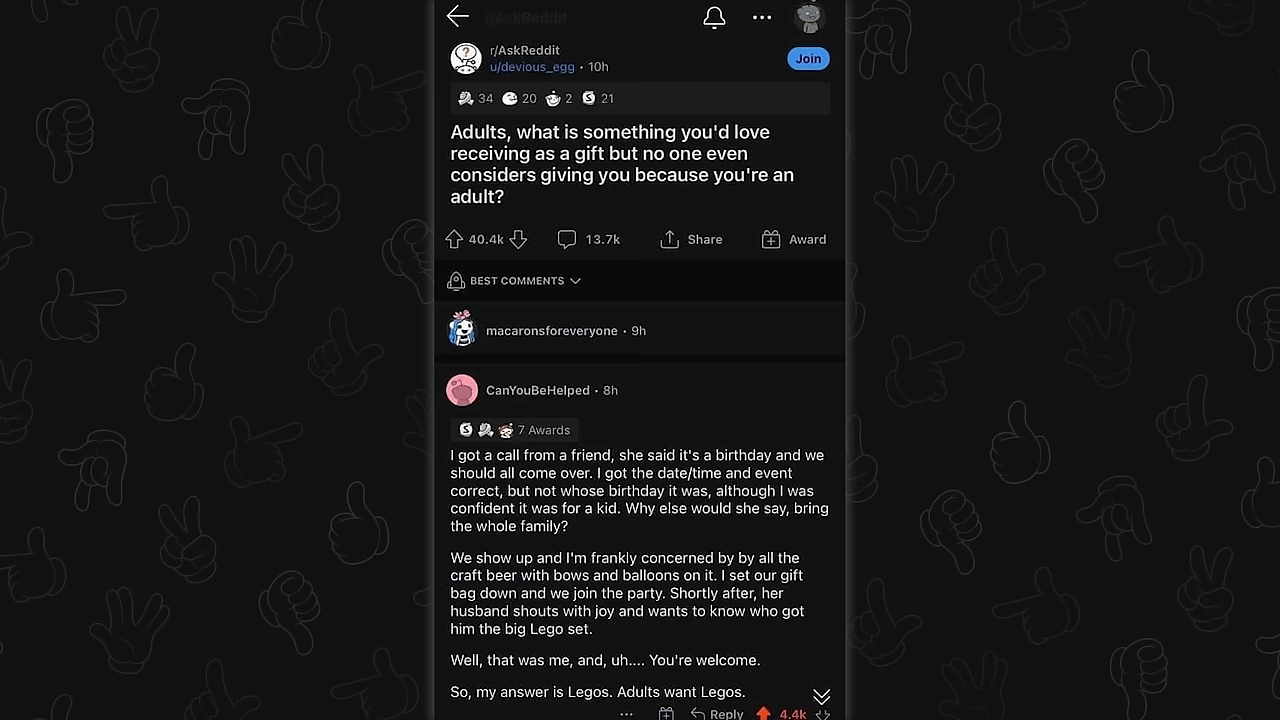 r/AskReddit
r/AskReddit
u/devious_egg • 10h
Join
34 20 2 S 21
Adults, what is something you'd love
receiving as a gift but no one even
considers giving you because you're an
adult?
40.4k 13.7k Share Award
BEST COMMENTS
macaronsforeveryone • 9h
CanYouBeHelped • 8h
S 7 Awards
I got a call from a friend, she said it's a birthday and we
should all come over. I got the date/time and event
correct, but not whose birthday it was, although I was
confident it was for a kid. Why else would she say, bring
the whole family?
We show up and I'm frankly concerned by by all the
craft beer with bows and balloons on it. I set our gift
bag down and we join the party. Shortly after, her
husband shouts with joy and wants to know who got
him the big Lego set.
Well, that was me, and, uh.... You're welcome.
So, my answer is Legos. Adults want Legos.
Reply 4.4k